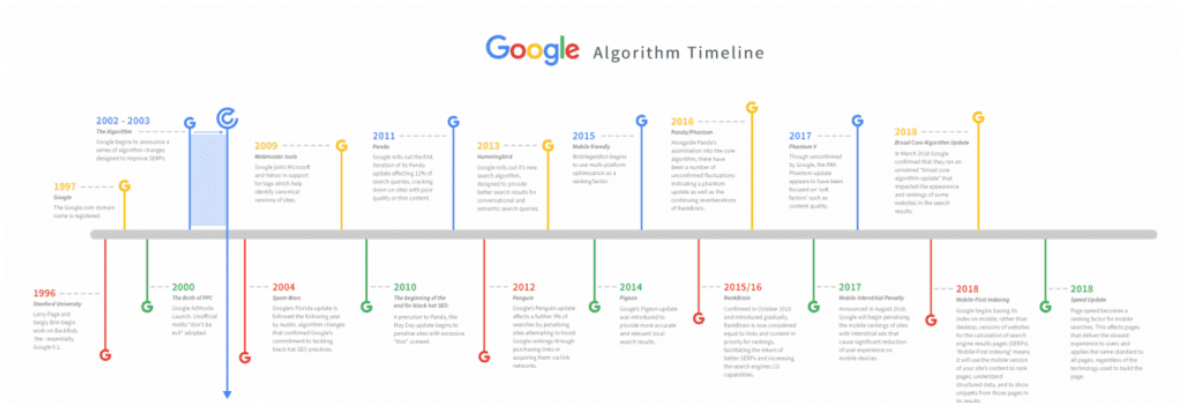 Google Algorithm Timeline
2002 - 2003
The Algorithm
Google begins to announce a
series of algorithm changes
designed to improve SERPs.
1997
Google
The Google.com domain
name is registered.
2009
Webmaster tools
Google joins Microsoft
and Yahoo in support
for tags which help
identify canonical
versions of sites.
2011
Panda
Google rolls out the first
iteration of its Panda
update affecting 12% of
search queries, cracking
down on sites with poor
quality or thin content.
2013
Hummingbird
Google rolls out it's new
search algorithm,
designed to provide
better search results for
conversational and
semantic search queries.
2015
Mobile Friendly
Mobilegeddon begins
to use multi platform
optimisation as a
ranking factor.
2016
Panda/Phantom
Alongside Panda's
assimilation into the core
algorithm, there have
been a number of
unconfirmed fluctuations
indicating a phantom
update as well as the
continuing reverberations
of RankBrain.
2017
Phantom V
Though unconfirmed
by Google, the fifth
Phantom update
appears to have been
focused on 'soft
factors' such as
content quality.
2018
Broad Core Algorithm Update
In March 2018 Google
confirmed that they ran an
unnamed "broad core
algorithm update" that
impacted the appearance
and rankings of some
websites in the search
results.
1996
Stanford University
Larry Page and
Sergey Brin begin
work on BackRub,
the - essentially
Google 0.1.
2000
The Birth of PPC
Google AdWords
Launch. Unofficial
motto "don't be
evil" adopted.
2004
Spam Wars
Google's Florida update is
followed the following year
by Austin, algorithm changes
that confirmed Google's
commitment to tackling
black hat SEO practices.
2010
The beginning of the
end for black hat SEO
A precursor to Panda, the
May Day update begins to
penalise sites with excessive
"thin" content.
2012
Penguin
Google's Penguin update
affects a further 3% of
searches by penalising
sites attempting to boost
Google rankings through
purchasing links or
acquiring them via link
networks.
2014
Pigeon
Google's Pigeon update
was introduced to
provide more accurate
and relevant local
search results.
2015/16
RankBrain
Confirmed in October 2015
and introduced gradually,
RankBrain is now considered
equal to links and content in
priority for rankings,
facilitating the return of
better SERPs and increasing
the search engines LSI
capabilities.
2017
Mobile Interstitial Penalty
Announced in August 2016,
Google will begin penalising
the mobile rankings of sites
with interstitial ads that
cause significant reduction
of user experience on
mobile devices.
2018
Mobile-First Indexing
Google begins basing its
index on mobile, rather than
desktop, versions of websites
for the calculation of search
engine results pages (SERPs).
'Mobile-First Indexing' means
it will use the mobile version
of your site's content to rank
pages, understand
structured data, and to show
snippets from those pages in
its results.
2018
Speed Update
Page speed becomes a
ranking factor for mobile
searches. This affects pages
that deliver the slowest
experience to users and
applies the same standard to
all pages, regardless of the
technology used to build the
page.